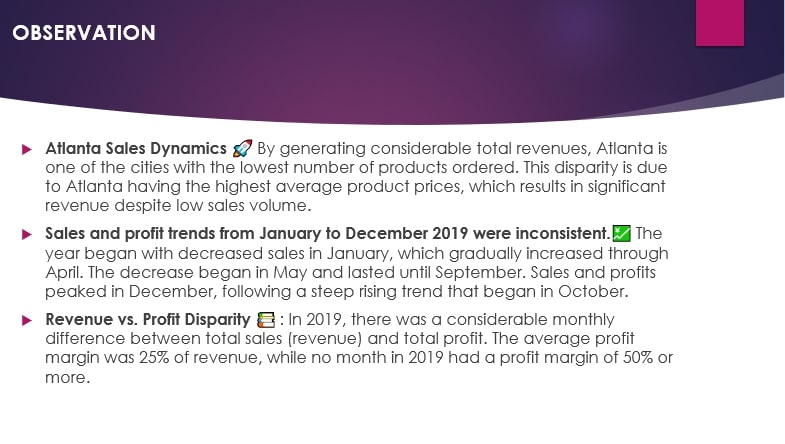 OBSERVATION
Atlanta Sales Dynamics 🚀 By generating considerable total revenues, Atlanta is
one of the cities with the lowest number of products ordered. This disparity is due
to Atlanta having the highest average product prices, which results in significant
revenue despite low sales volume.
Sales and profit trends from January to December 2019 were inconsistent.💹 The
year began with decreased sales in January, which gradually increased through
April. The decrease began in May and lasted until September. Sales and profits
peaked in December, following a steep rising trend that began in October.
Revenue vs. Profit Disparity 📚 : In 2019, there was a considerable monthly
difference between total sales (revenue) and total profit. The average profit
margin was 25% of revenue, while no month in 2019 had a profit margin of 50% or
more.